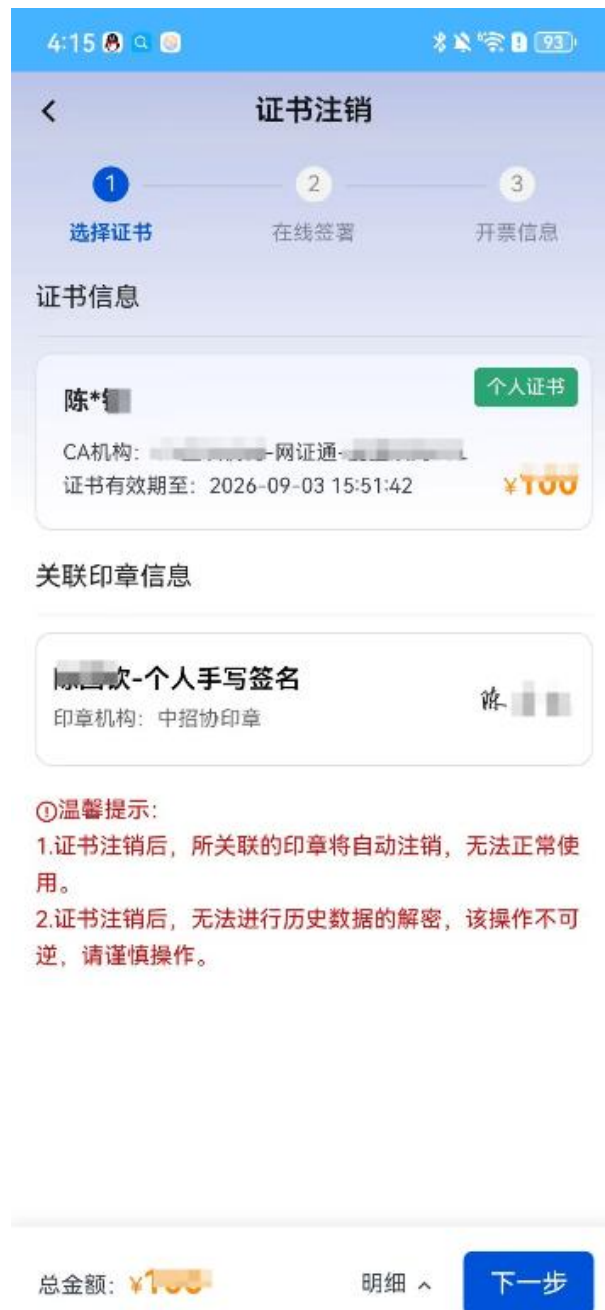 4:15
93
证书注销
1
2
3
选择证书
在线签署
开票信息
证书信息
个人证书
陈*
CA机构: -网证通-
证书有效期至: 2026-09-03 15:51:42
¥
关联印章信息
钦-个人手写签名
印章机构: 中招协印章
陈
温馨提示:
1.证书注销后，所关联的印章将自动注销，无法正常使
用。
2.证书注销后，无法进行历史数据的解密，该操作不可
逆，请谨慎操作。
总金额: ¥
明细
下一步